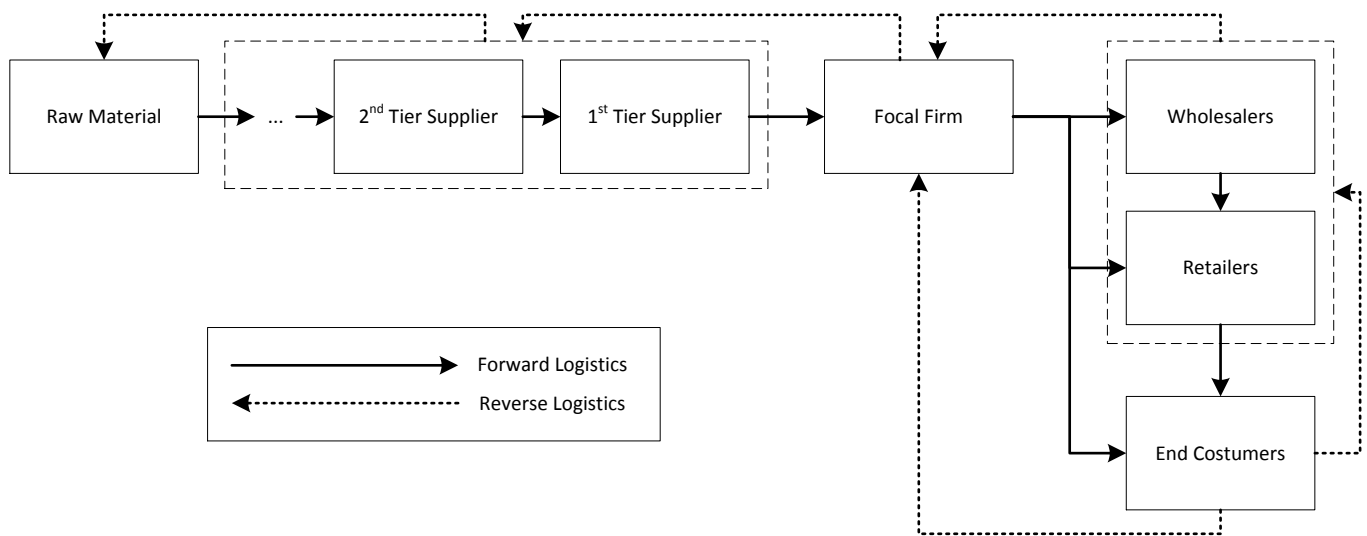 Raw Material
...
2nd Tier Supplier
1st Tier Supplier
Focal Firm
Wholesalers
Retailers
End Costumers
Forward Logistics
Reverse Logistics